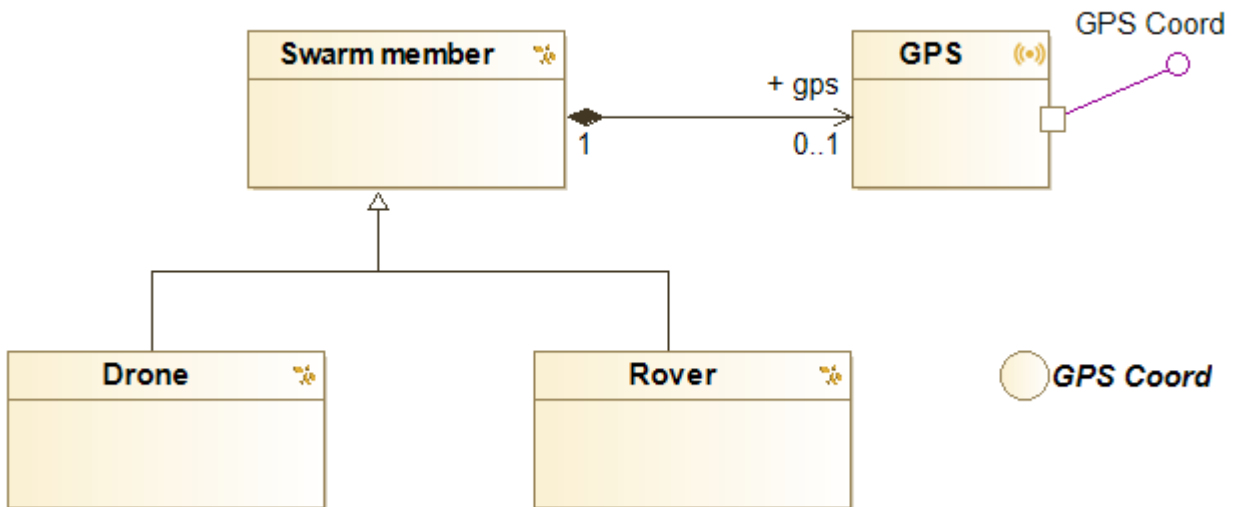 GPS Coord
Swarm member
GPS
+ gps
1
0..1
Drone
Rover
GPS Coord